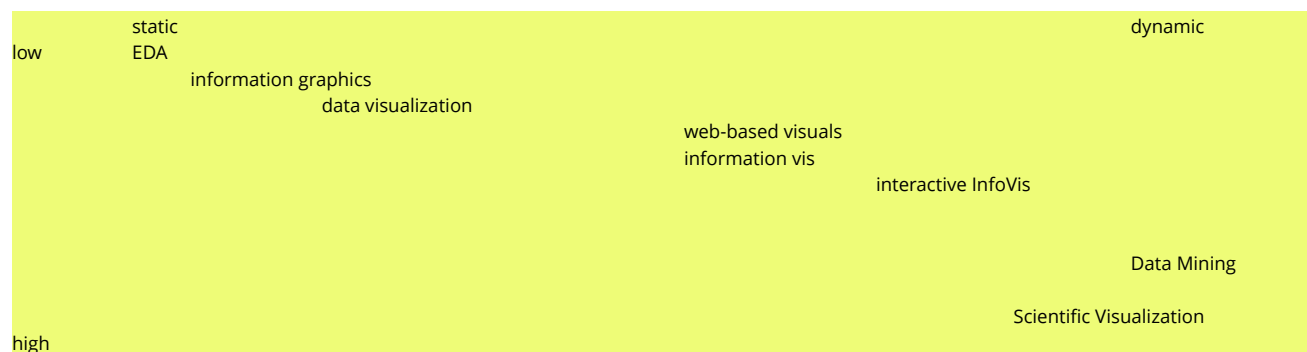 static dynamic
low EDA
information graphics
data visualization
web-based visuals
information vis
interactive InfoVis
Data Mining
Scientific Visualization
high